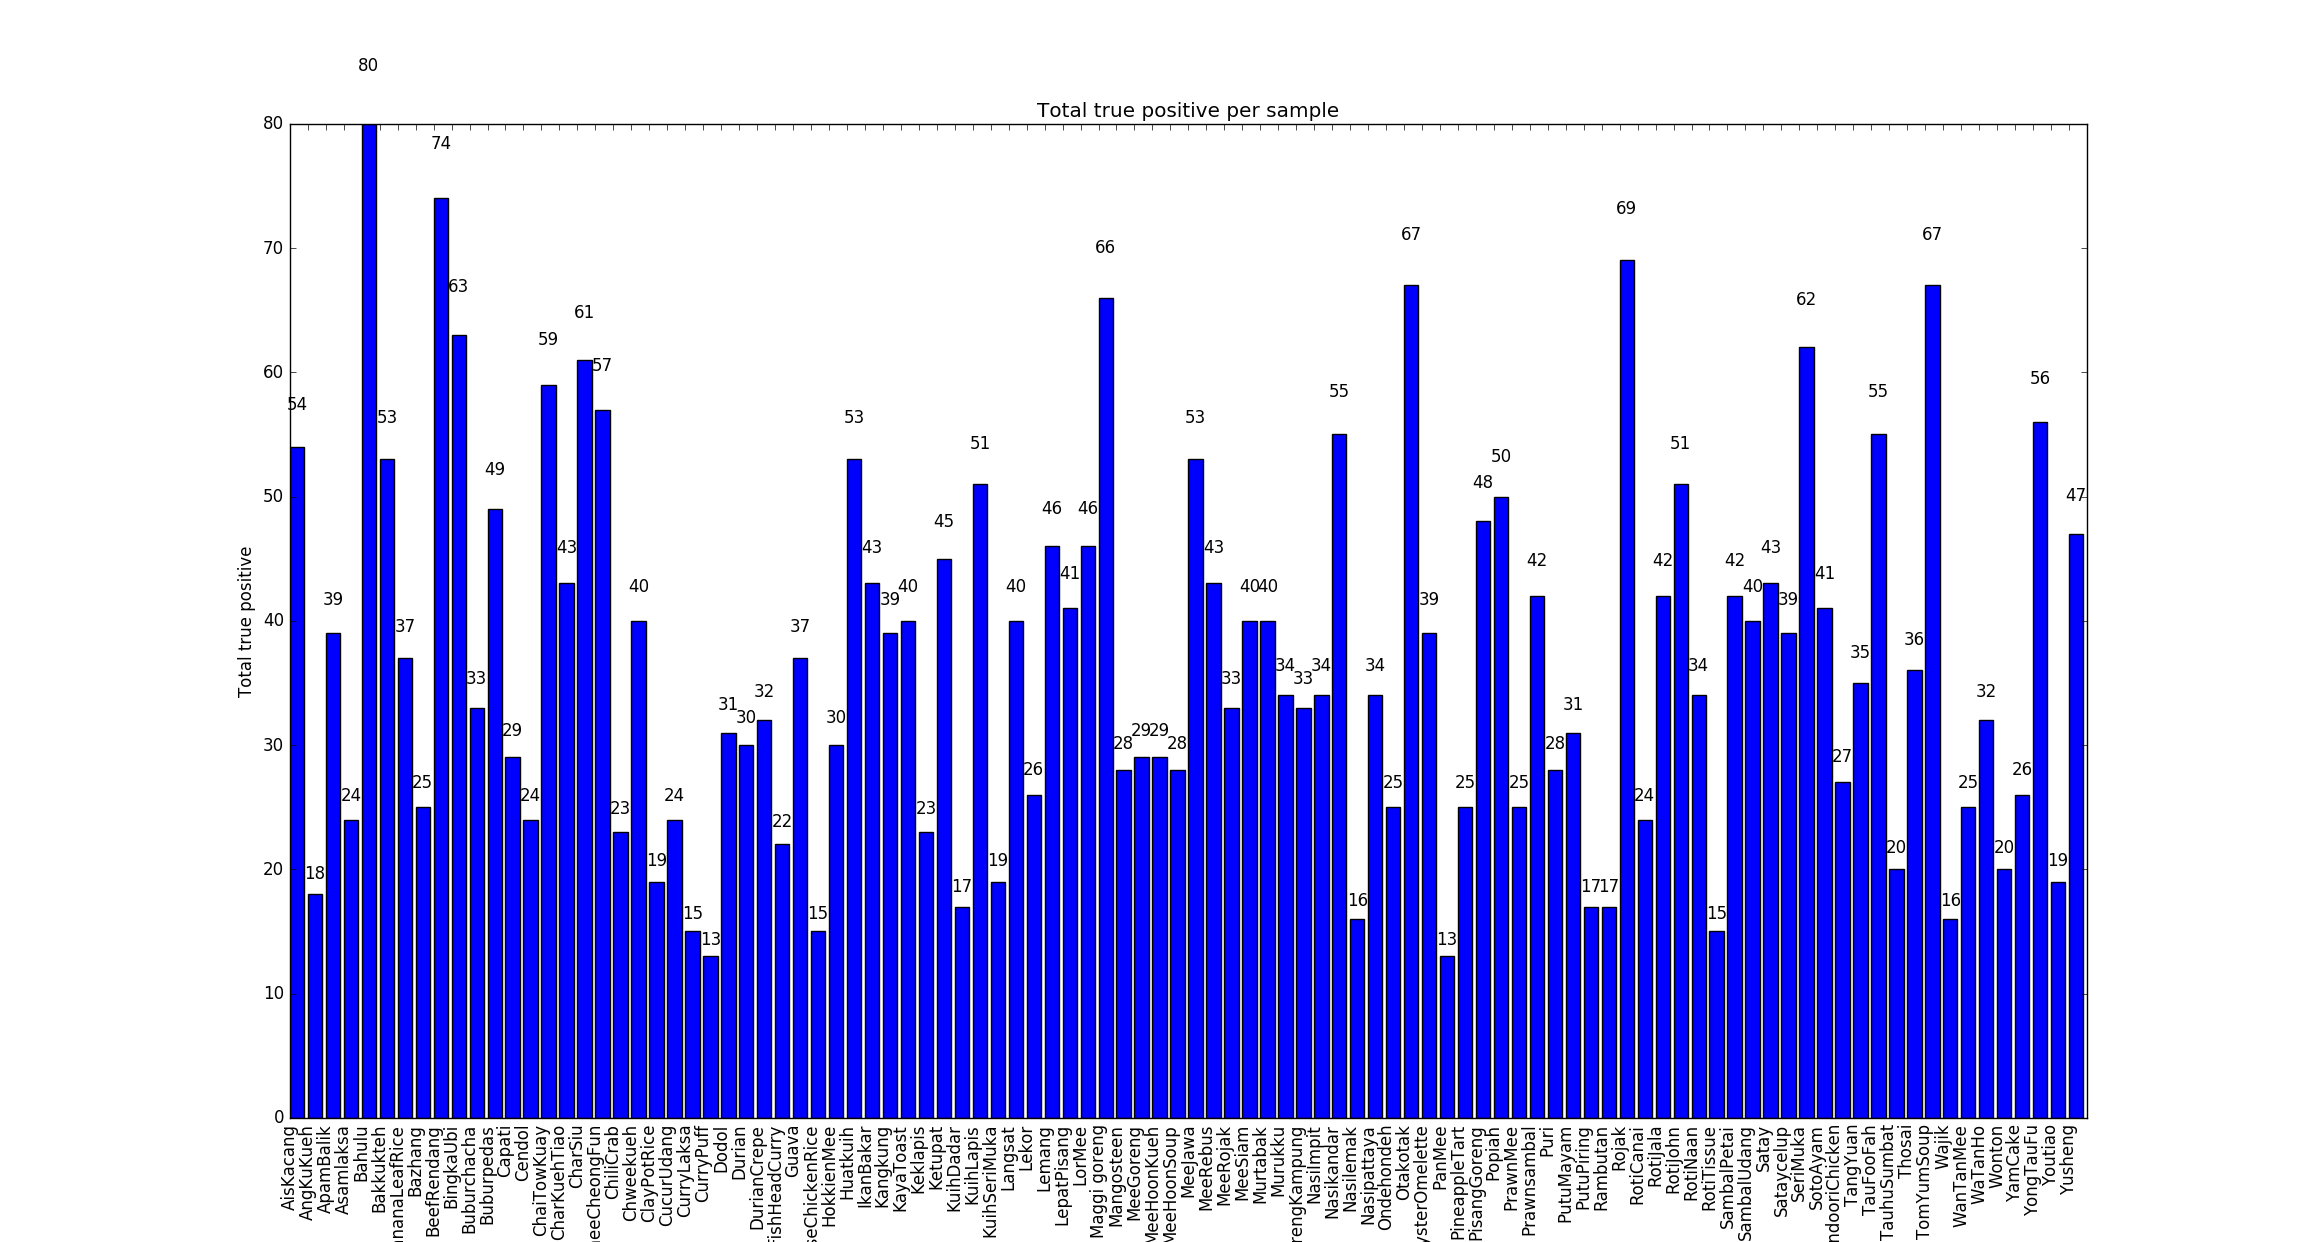 Total true positive per sample
Total true positive
80
70
60
50
40
30
20
10
0
54
18
39
24
80
53
37
25
74
63
33
49
29
24
59
43
61
57
23
40
19
24
15
13
31
30
32
22
37
15
30
53
43
39
40
23
45
17
51
19
40
26
46
41
46
66
28
29
29
28
53
43
33
40
40
34
33
34
55
16
34
25
67
39
13
25
48
50
25
42
28
31
17
17
69
24
42
51
34
15
42
40
43
39
62
41
27
35
55
20
36
67
16
25
32
20
26
56
19
47
AisKacang
AngKuKueh
ApamBalik
Asamlaksa
Bahulu
Bakkukteh
nanaLeafRice
Bazhang
BeefRendang
BingkaUbi
Buburchacha
Buburpedas
Capati
Cendol
ChaiTowKuay
CharKuehTiao
CharSiu
eeCheongFun
ChiliCrab
Chweekueh
ClayPotRice
CucurUdang
CurryLaksa
CurryPuff
Dodol
Durian
DurianCrepe
FishHeadCurry
Guava
seChickenRice
HokkienMee
Huatkuih
IkanBakar
Kangkung
KayaToast
Keklapis
Ketupat
KuihDadar
KuihLapis
KuihSeriMuka
Langsat
Lekor
Lemang
LepatPisang
LorMee
Maggi goreng
Mangosteen
MeeGoreng
MeeHoonKueh
MeeHoonSoup
MeeJawa
MeeRebus
MeeRojak
MeeSiam
Murtabak
Murukku
rengKampung
NasiImpit
Nasikandar
Nasilemak
Nasipattaya
Ondehondeh
Otakotak
ysterOmelette
PanMee
PineappleTart
PisangGoreng
Popiah
PrawnMee
Prawnsambal
Puri
PutuMayam
PutuPiring
Rambutan
Rojak
RotiCanai
RotiJala
RotiJohn
RotiNaan
RotiTissue
SambalPetai
SambalUdang
Satay
Sataycelup
SeriMuka
SotoAyam
ndooriChicken
TangYuan
TauFooFah
TauhuSumbat
Thosai
TomYumSoup
Wajik
WanTanMee
WaTanHo
Wonton
YamCake
YongTauFu
Youtiao
Yusheng